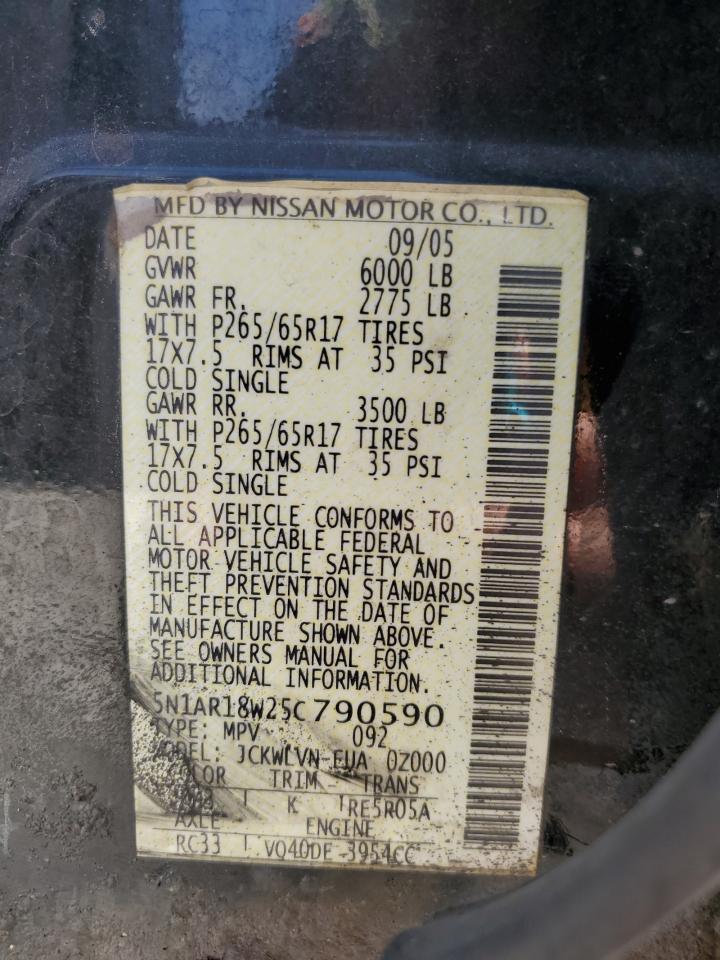 MFD BY NISSAN MOTOR CO., LTD.
DATE 09/05
GVWR 6000 LB
GAWR FR. 2775 LB
WITH P265/65R17 TIRES
17X7.5 RIMS AT 35 PSI
COLD SINGLE
GAWR RR. 3500 LB
WITH P265/65R17 TIRES
17X7.5 RIMS AT 35 PSI
COLD SINGLE
THIS VEHICLE CONFORMS TO
ALL APPLICABLE FEDERAL
MOTOR VEHICLE SAFETY AND
THEFT PREVENTION STANDARDS
IN EFFECT ON THE DATE OF
MANUFACTURE SHOWN ABOVE.
SEE OWNERS MANUAL FOR
ADDITIONAL INFORMATION.
5N1AR18W25C790590
TYPE: MPV 092
MODEL: JCKWLVN-EUA 0Z000
COLOR TRIM TRANS
K RE5R05A
AXLE ENGINE
RC33 VQ40DE 3954CC